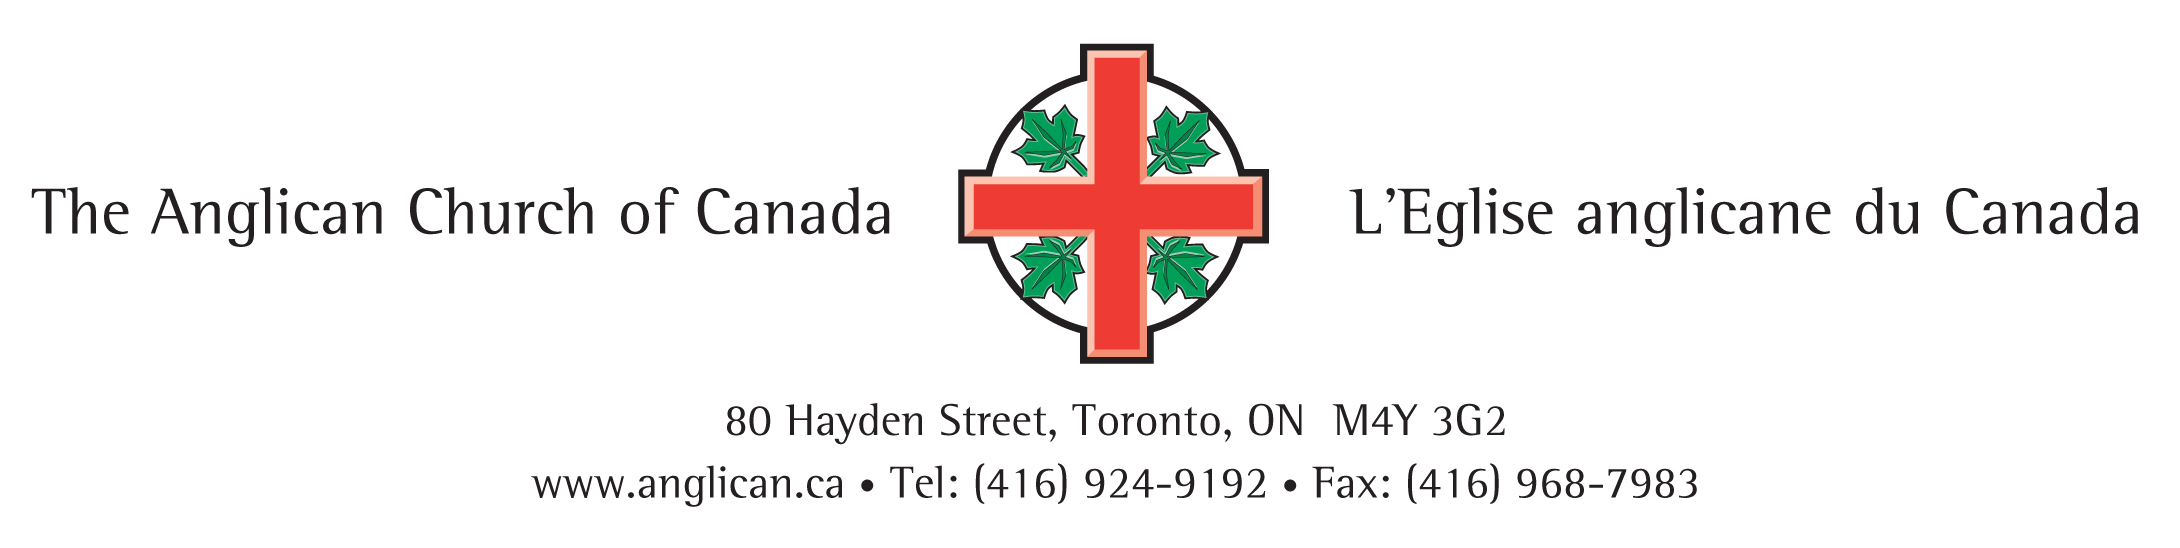 The Anglican Church of Canada L’Eglise anglicane du Canada
80 Hayden Street, Toronto, ON M4Y 3G2
www.anglican.ca • Tel: (416) 924-9192 • Fax: (416) 968-7983